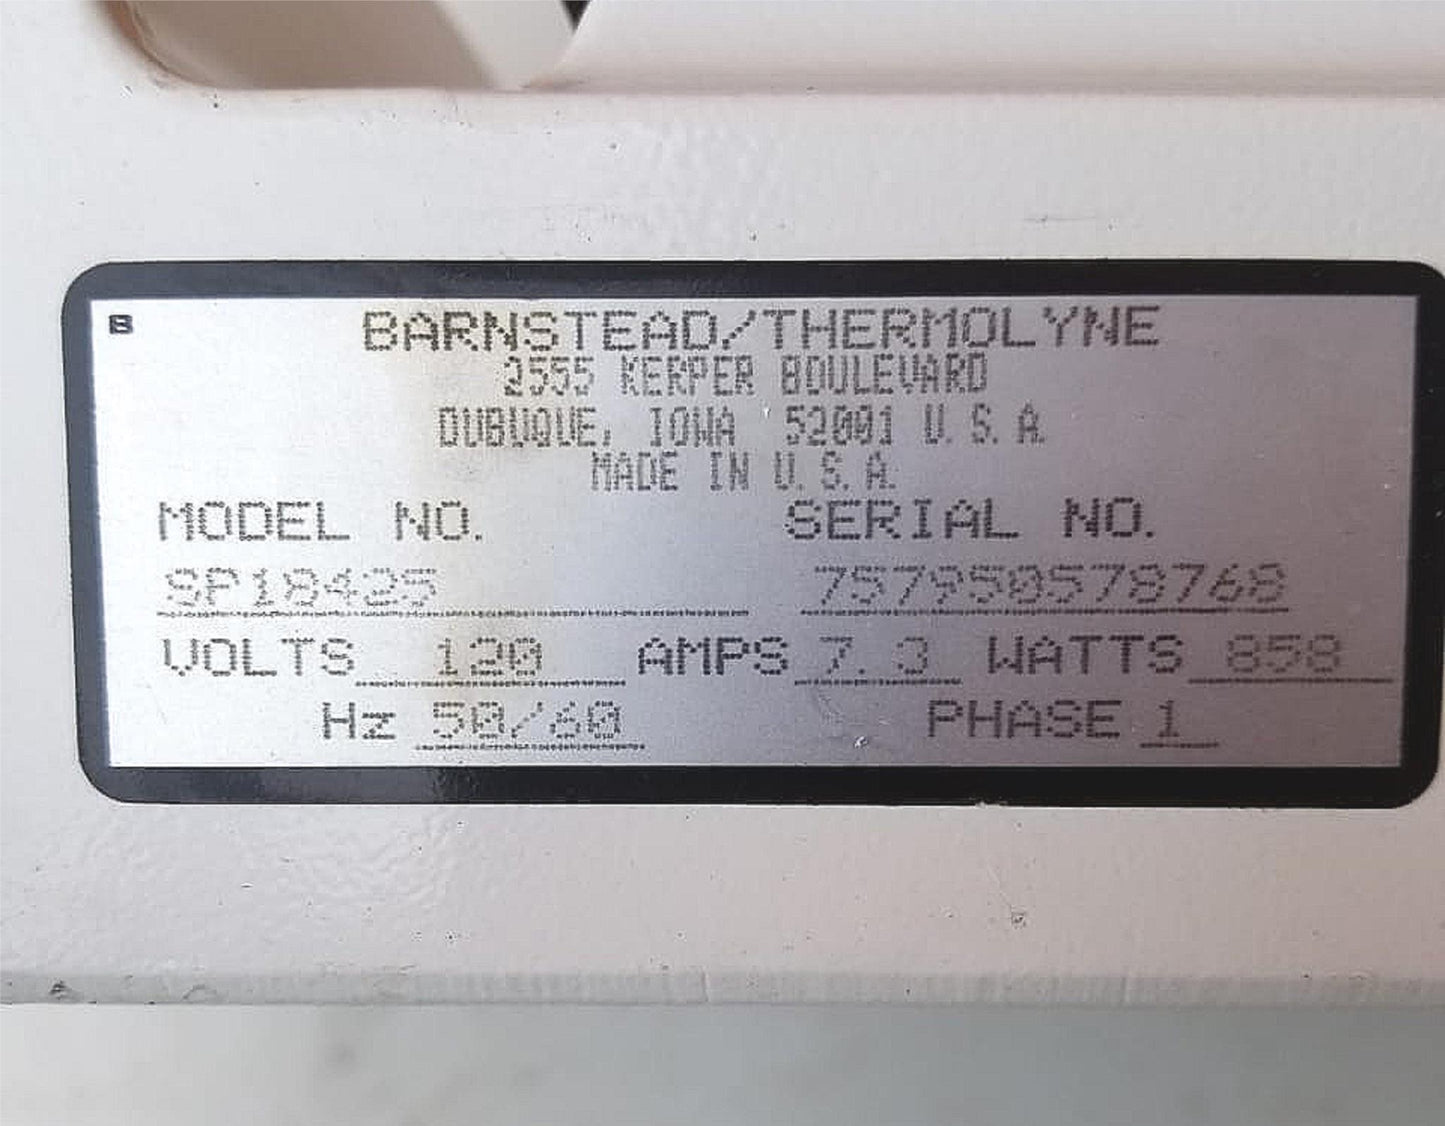 B
BARNSTEAD/THERMOLYNE
2555 KERPER BOULEVARD
DUBUQUE, IOWA 52001 U.S.A.
MADE IN U.S.A.
MODEL NO. SERIAL NO.
SP18425 757950578768
VOLTS 120 AMPS 7.3 WATTS 858
Hz 50/60 PHASE 1